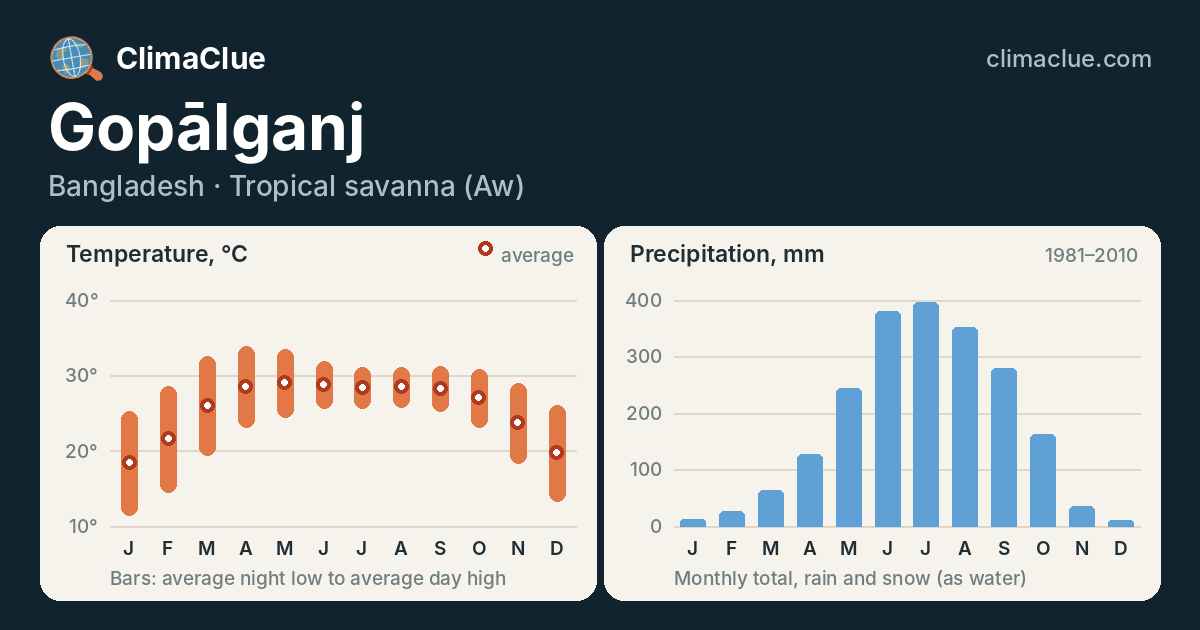 ClimaClue
climaclue.com
Gopālganj
Bangladesh · Tropical savanna (Aw)
Temperature, °C
average
40°
30°
20°
10°
J F M A M J J A S O N D
Bars: average night low to average day high
Precipitation, mm
1981–2010
400
300
200
100
0
J F M A M J J A S O N D
Monthly total, rain and snow (as water)